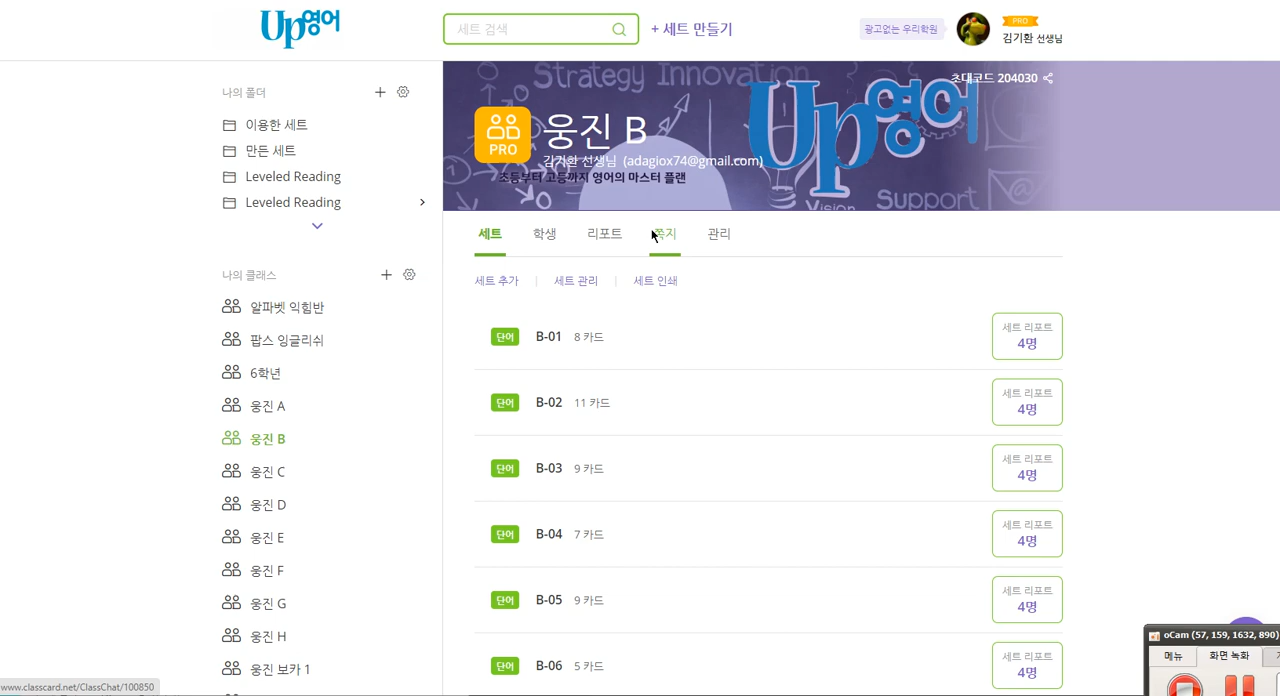 Up영어
세트 검색
+ 세트 만들기
광고없는 우리학원
PRO
김기환 선생님
나의 폴더
이용한 세트
만든 세트
Leveled Reading
Leveled Reading
나의 클래스
알파벳 익힘반
팝스 잉글리쉬
6학년
웅진 A
웅진 B
웅진 C
웅진 D
웅진 E
웅진 F
웅진 G
웅진 H
웅진 보카 1
www.classcard.net/ClassChat/100850
Strategy Innovation
초대코드 204030
PRO
웅진 B
김기환 선생님 (adagiox74@gmail.com)
초등부터 고등까지 영어의 마스터 플랜
Up영어
Vision
Support
세트
학생
리포트
쪽지
관리
세트 추가
세트 관리
세트 인쇄
단어 B-01 8 카드
세트 리포트
4명
단어 B-02 11 카드
세트 리포트
4명
단어 B-03 9 카드
세트 리포트
4명
단어 B-04 7 카드
세트 리포트
4명
단어 B-05 9 카드
세트 리포트
4명
단어 B-06 5 카드
세트 리포트
4명
oCam (57, 159, 1632, 890)
메뉴
화면 녹화